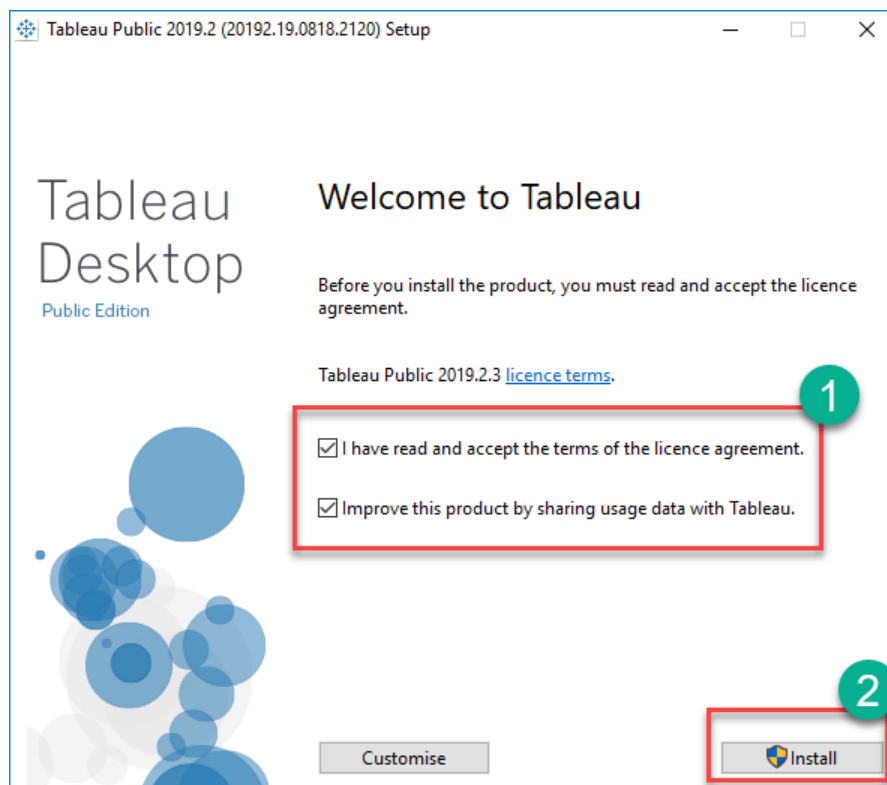 Tableau Public 2019.2 (20192.19.0818.2120) Setup
Tableau
Desktop
Public Edition
Welcome to Tableau
Before you install the product, you must read and accept the licence
agreement.
Tableau Public 2019.2.3 licence terms.
1
I have read and accept the terms of the licence agreement.
Improve this product by sharing usage data with Tableau.
2
Customise
Install